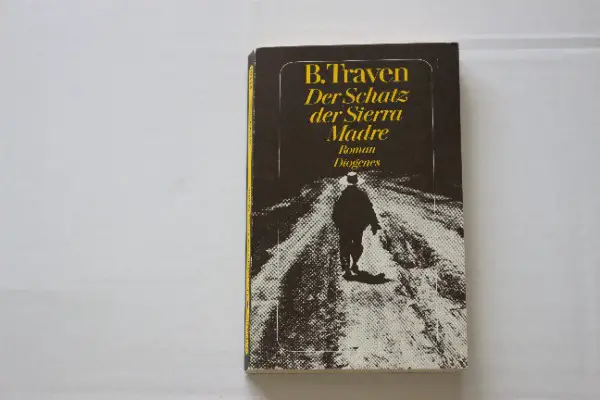 B. Traven
Der Schatz
der Sierra
Madre
Roman
Diogenes